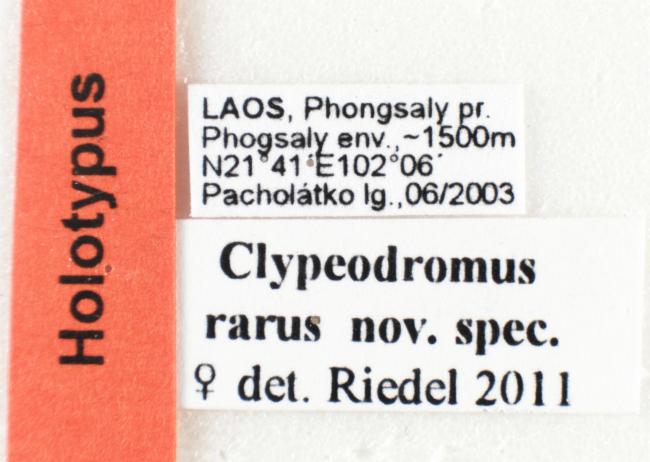 Holotypus
LAOS, Phongsaly pr.
Phogsaly env.,~1500m
N21°41´E102°06´
Pacholátko lg.,06/2003
Clypeodromus
rarus nov. spec.
♀ det. Riedel 2011